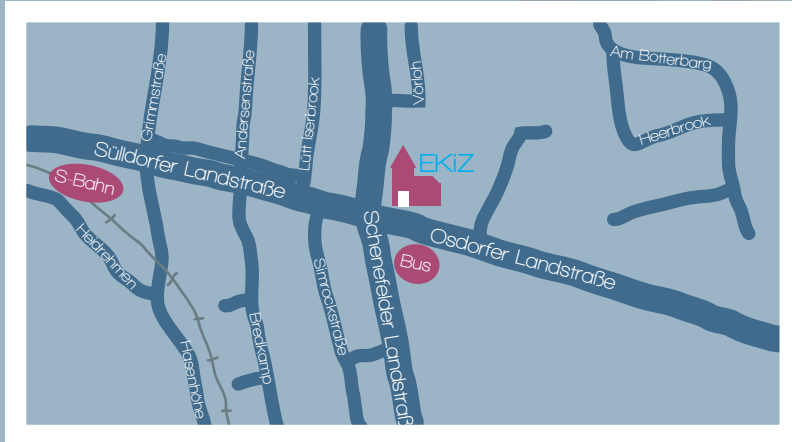 Am Botterbarg
Grimmstraße
Andersenstraße
Lütt Iserbrook
Vörloh
Heerbrook
Sülldorfer Landstraße
EKiZ
S-Bahn
Heidrehmen
Schenefelder Landstraß
Osdorfer Landstraße
Bus
Simrockstraße
Bredkamp
Hasenhöhe